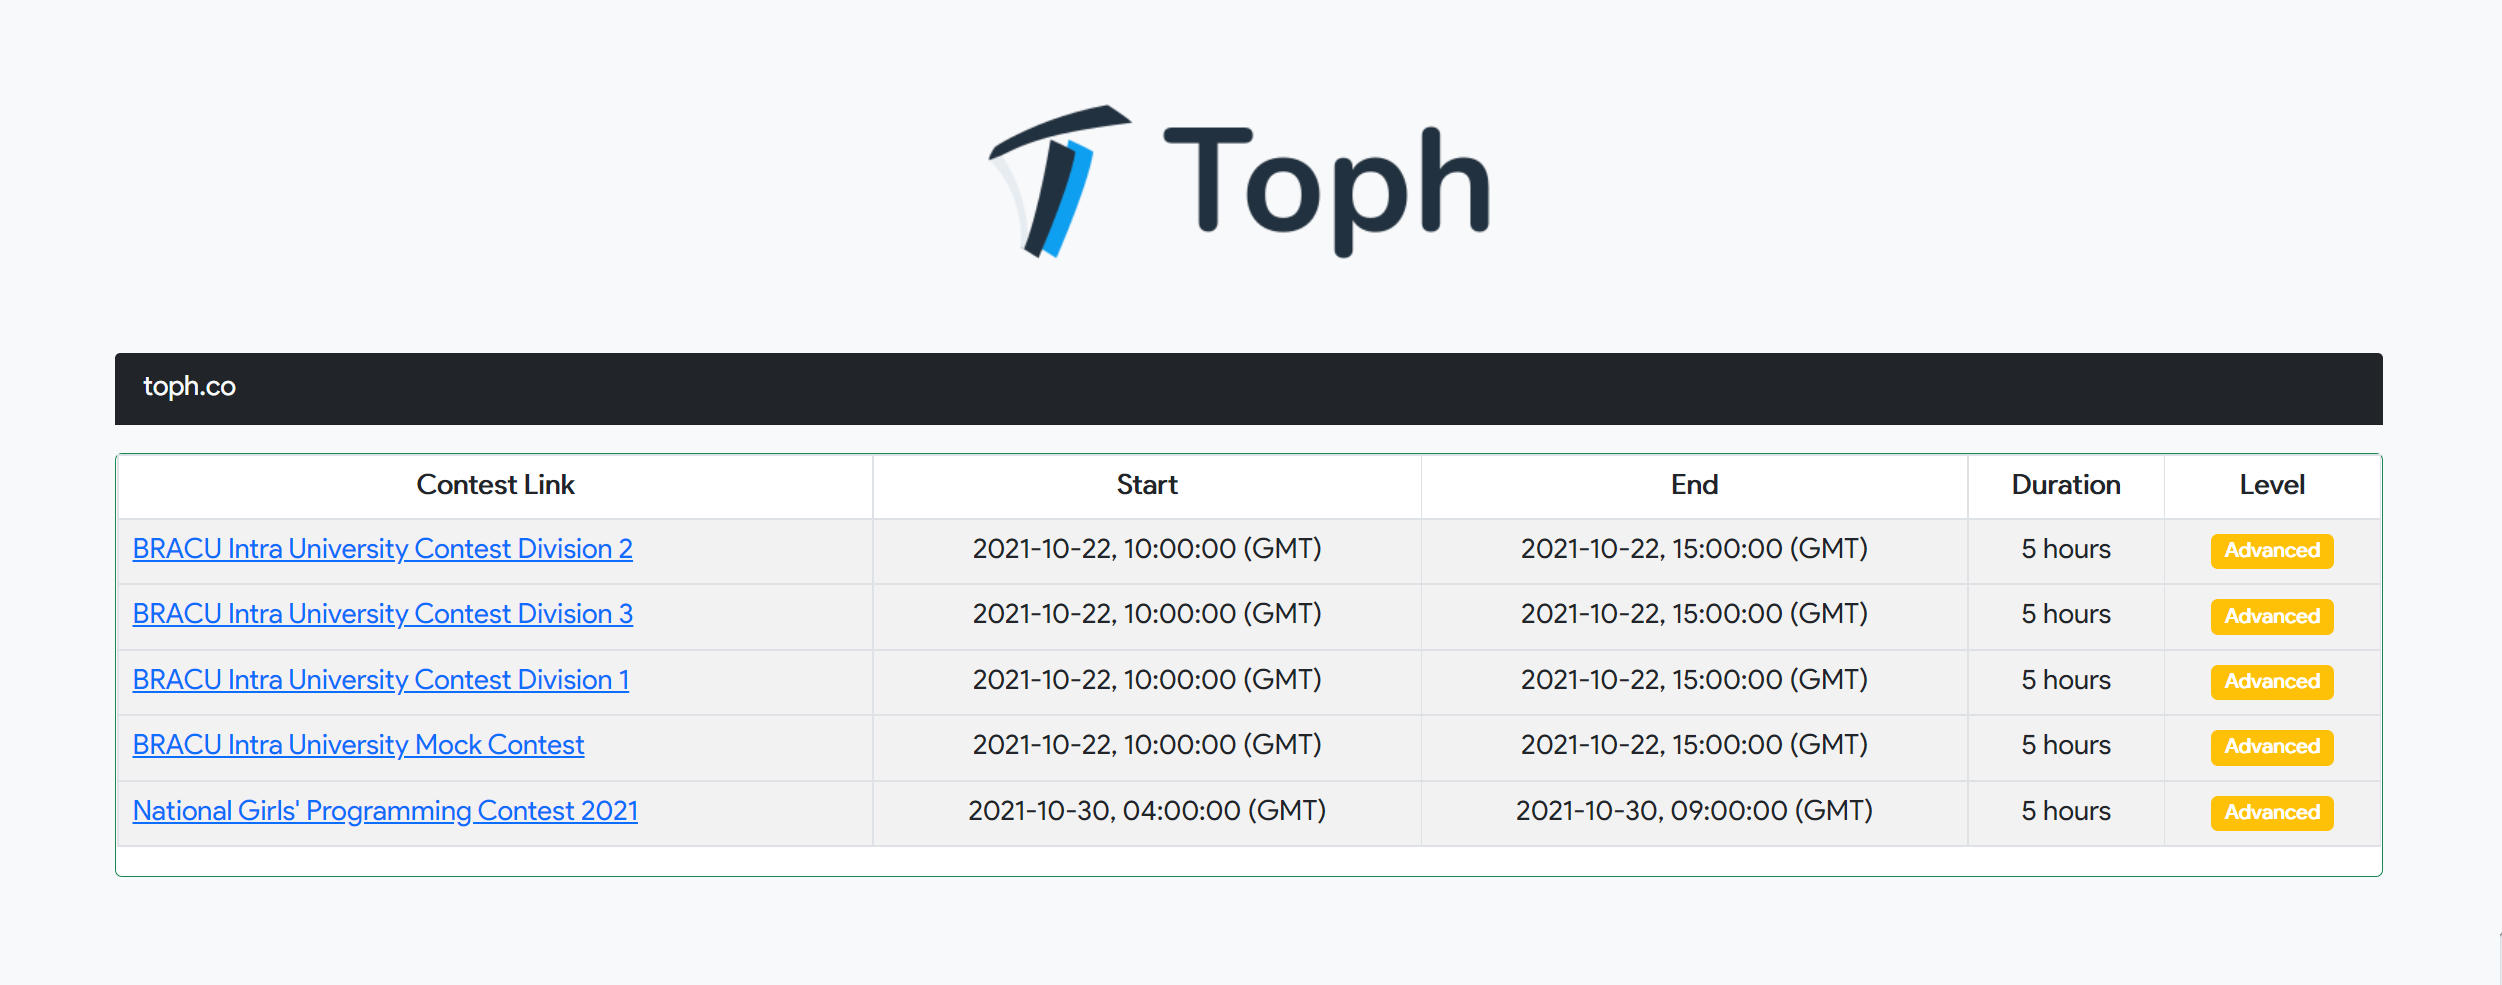 Toph
toph.co
Contest Link Start End Duration Level
BRACU Intra University Contest Division 2 2021-10-22, 10:00:00 (GMT) 2021-10-22, 15:00:00 (GMT) 5 hours Advanced
BRACU Intra University Contest Division 3 2021-10-22, 10:00:00 (GMT) 2021-10-22, 15:00:00 (GMT) 5 hours Advanced
BRACU Intra University Contest Division 1 2021-10-22, 10:00:00 (GMT) 2021-10-22, 15:00:00 (GMT) 5 hours Advanced
BRACU Intra University Mock Contest 2021-10-22, 10:00:00 (GMT) 2021-10-22, 15:00:00 (GMT) 5 hours Advanced
National Girls' Programming Contest 2021 2021-10-30, 04:00:00 (GMT) 2021-10-30, 09:00:00 (GMT) 5 hours Advanced